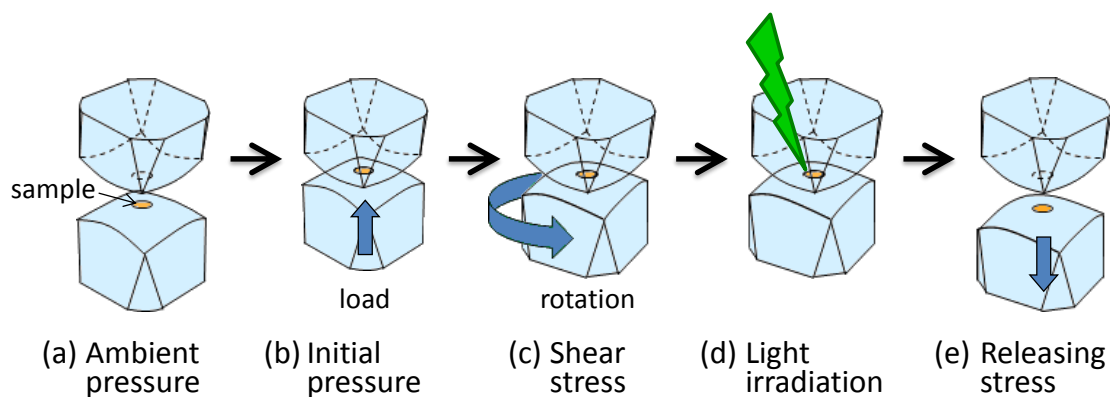 sample
load
rotation
(a) Ambient
pressure
(b) Initial
pressure
(c) Shear
stress
(d) Light
irradiation
(e) Releasing
stress